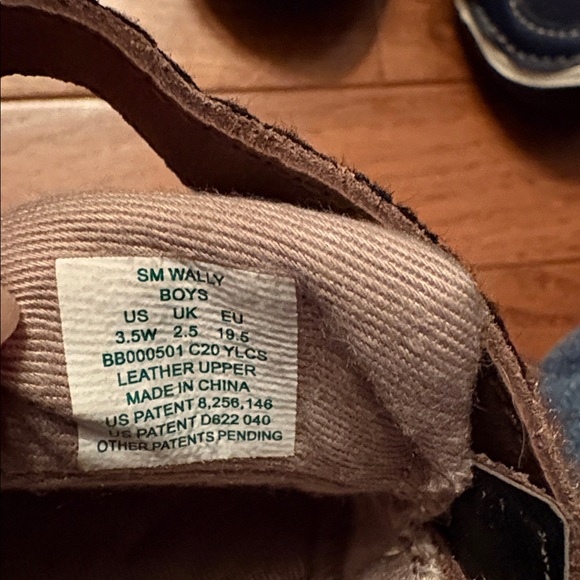 SM WALLY
BOYS
US UK EU
3.5W 2.5 19.5
BB000501 C20 YLCS
LEATHER UPPER
MADE IN CHINA
US PATENT 8,256,146
US PATENT D622 040
OTHER PATENTS PENDING